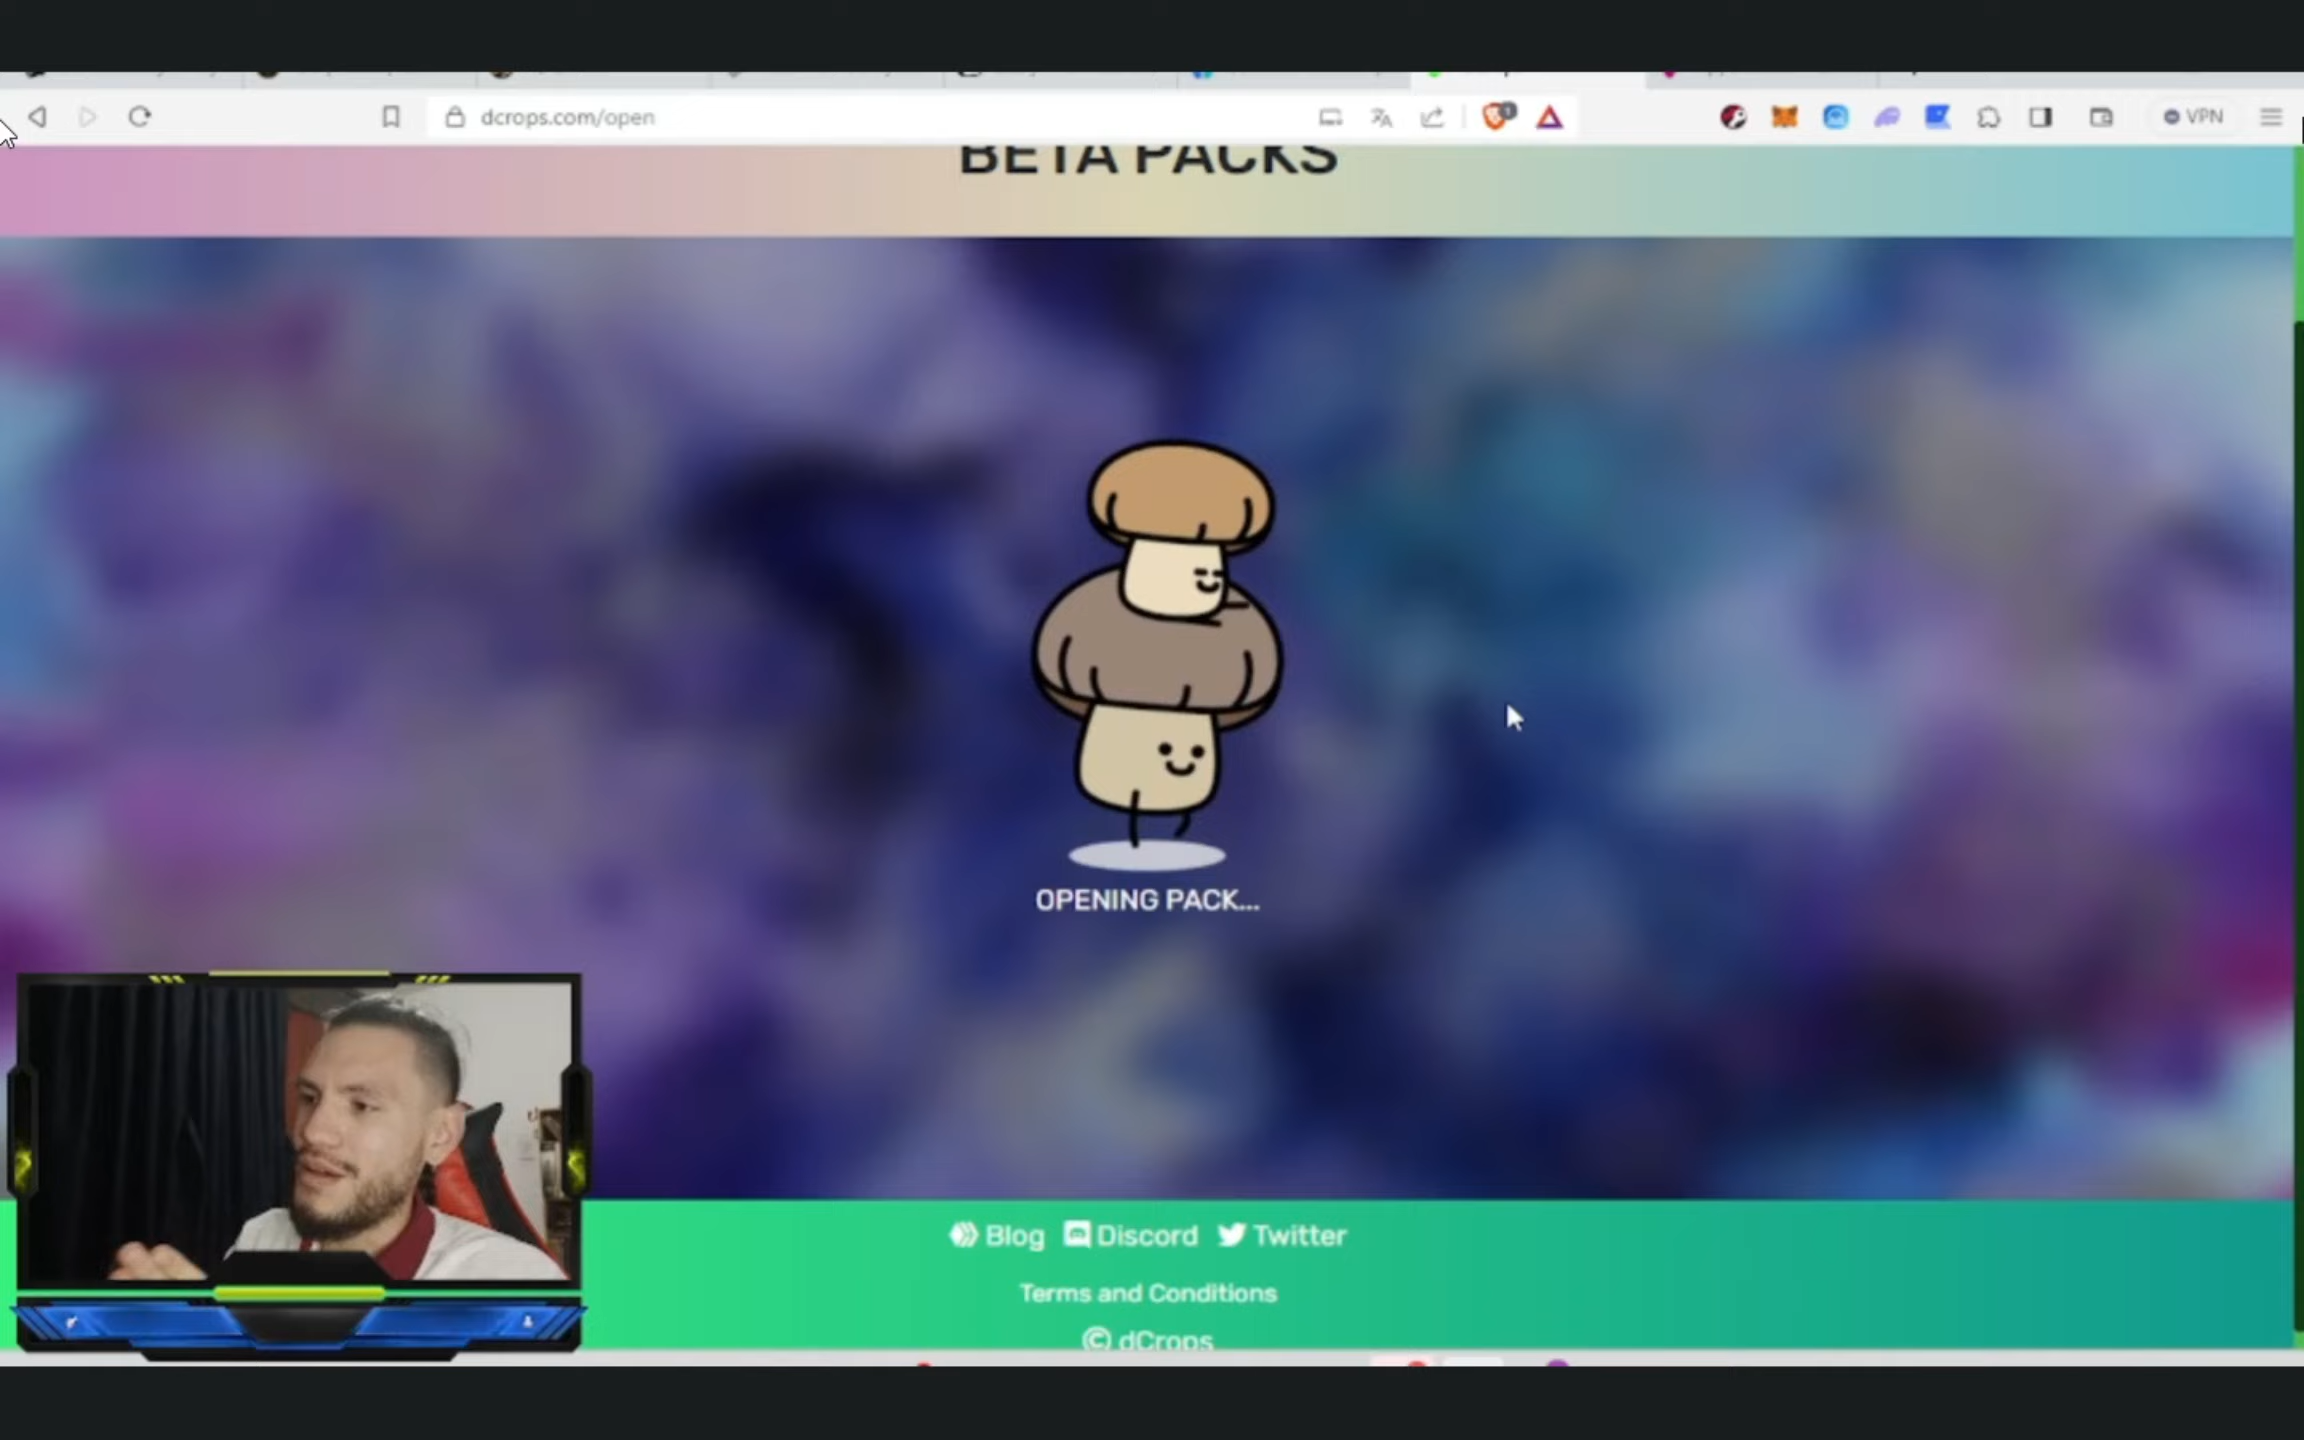 dcrops.com/open
VPN
BETA PACKS
OPENING PACK...
Blog Discord Twitter
Terms and Conditions
© dCrops